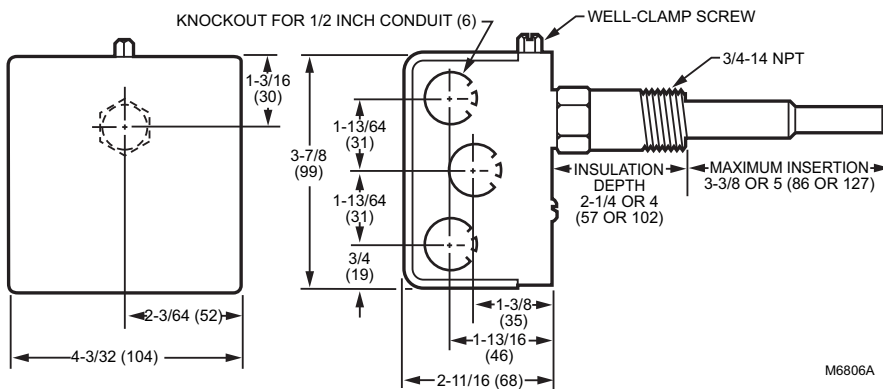 KNOCKOUT FOR 1/2 INCH CONDUIT (6)
WELL-CLAMP SCREW
3/4-14 NPT
1-3/16
(30)
1-13/64
(31)
3-7/8
(99)
1-13/64
(31)
3/4
(19)
INSULATION
DEPTH
2-1/4 OR 4
(57 OR 102)
MAXIMUM INSERTION
3-3/8 OR 5 (86 OR 127)
2-3/64 (52)
4-3/32 (104)
1-3/8
(35)
1-13/16
(46)
2-11/16 (68)
M6806A